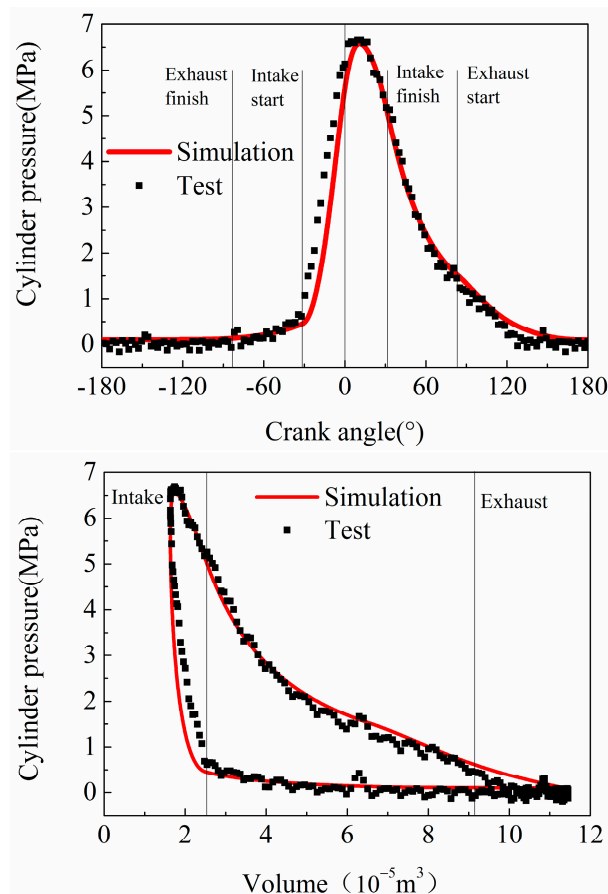 7
6
5
4
3
2
1
0
Cylinder pressure(MPa)
Exhaust
finish
Intake
start
Intake
finish
Exhaust
start
Simulation
Test
-180 -120 -60 0 60 120 180
Crank angle(°)
7
6
5
4
3
2
1
0
Cylinder pressure(MPa)
Intake
Simulation
Test
Exhaust
0 2 4 6 8 10 12
Volume（10⁻⁵m³）